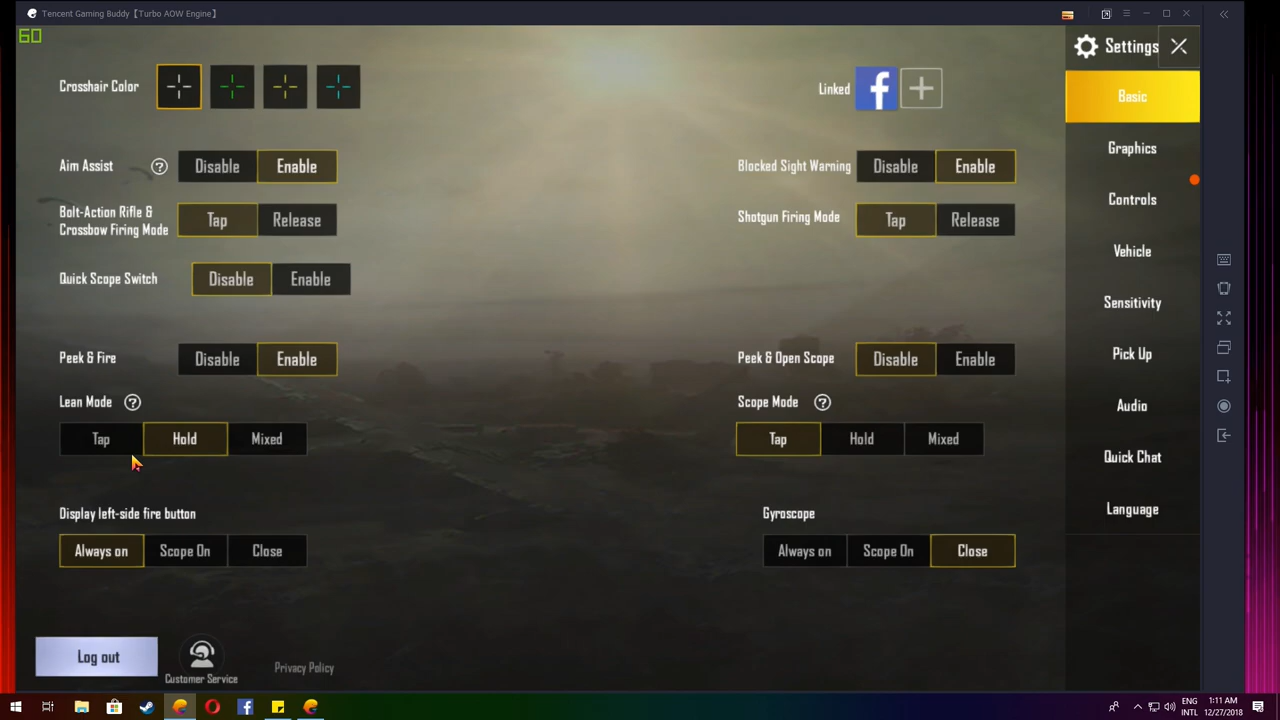 Tencent Gaming Buddy【Turbo AOW Engine】
60
Settings
Crosshair Color
Linked
Basic
Graphics
Controls
Vehicle
Sensitivity
Pick Up
Audio
Quick Chat
Language
Aim Assist ? Disable Enable
Blocked Sight Warning Disable Enable
Bolt-Action Rifle &
Crossbow Firing Mode Tap Release
Shotgun Firing Mode Tap Release
Quick Scope Switch Disable Enable
Peek & Fire Disable Enable
Peek & Open Scope Disable Enable
Lean Mode ?
Tap Hold Mixed
Scope Mode ?
Tap Hold Mixed
Display left-side fire button
Always on Scope On Close
Gyroscope
Always on Scope On Close
Log out
Customer Service
Privacy Policy
ENG
INTL
1:11 AM
12/27/2018